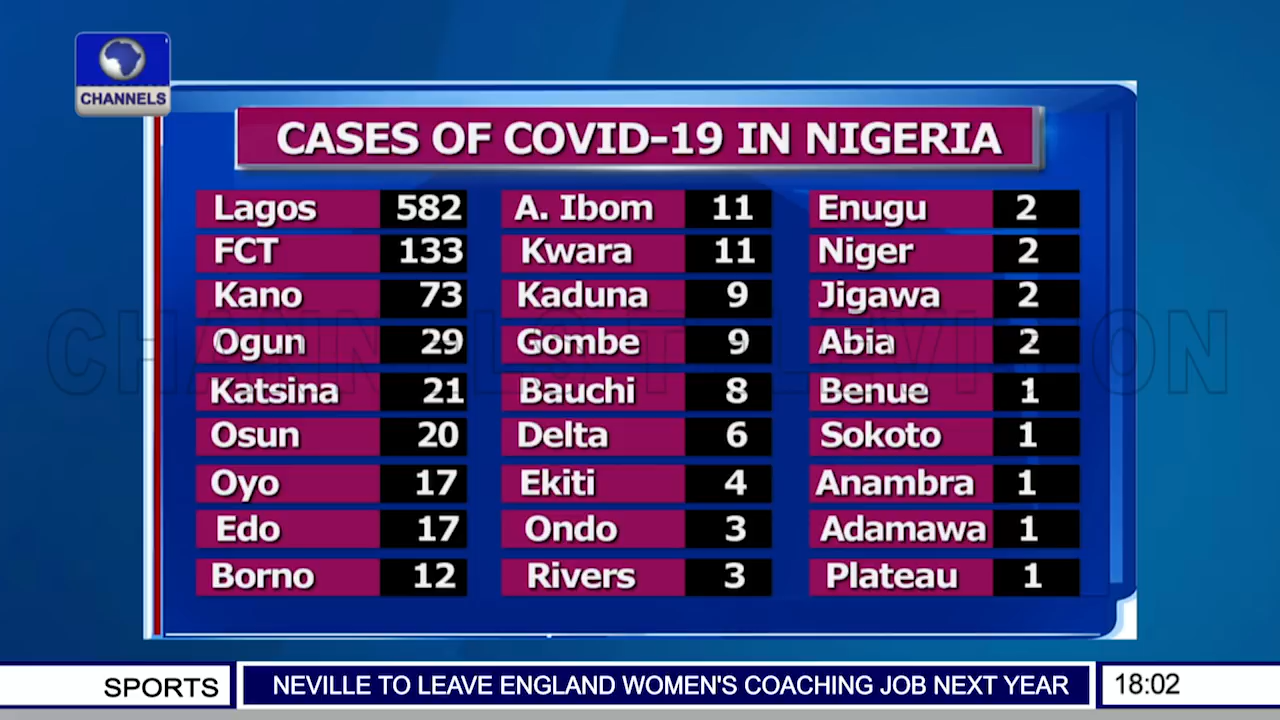 CHANNELS
CASES OF COVID-19 IN NIGERIA
Lagos 582 A. Ibom 11 Enugu 2
FCT 133 Kwara 11 Niger 2
Kano 73 Kaduna 9 Jigawa 2
Ogun 29 Gombe 9 Abia 2
CHANNELS TELEVISION
Katsina 21 Bauchi 8 Benue 1
Osun 20 Delta 6 Sokoto 1
Oyo 17 Ekiti 4 Anambra 1
Edo 17 Ondo 3 Adamawa 1
Borno 12 Rivers 3 Plateau 1
SPORTS NEVILLE TO LEAVE ENGLAND WOMEN'S COACHING JOB NEXT YEAR 18:02